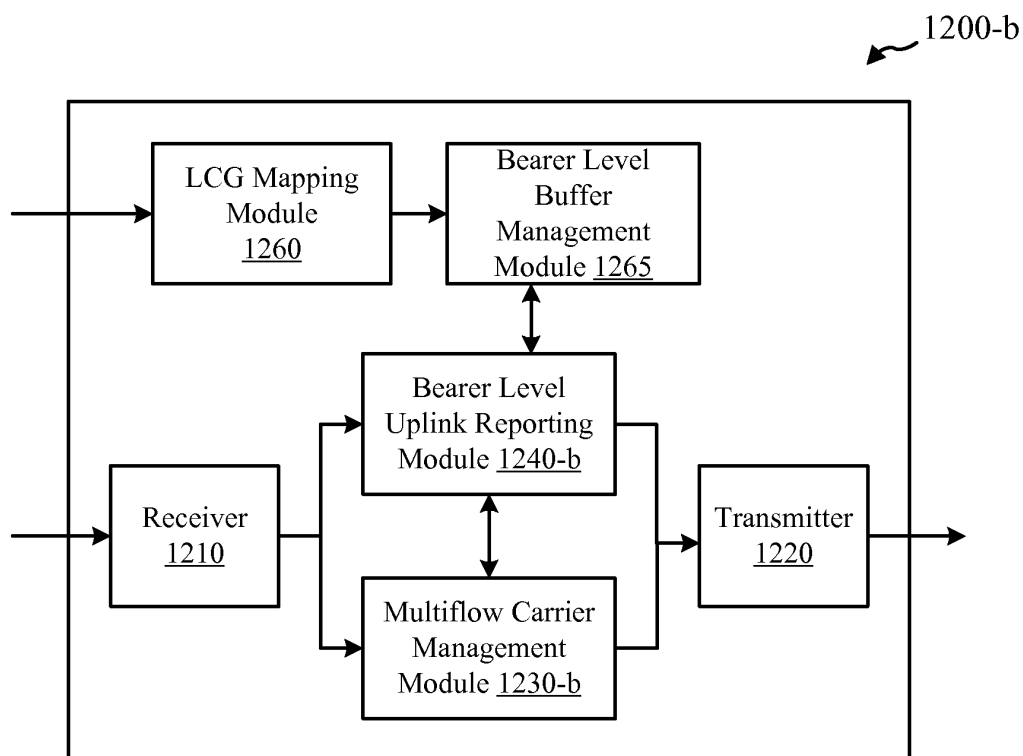 1200-b
LCG Mapping
Module
1260
Bearer Level
Buffer
Management
Module 1265
Bearer Level
Uplink Reporting
Module 1240-b
Receiver
1210
Transmitter
1220
Multiflow Carrier
Management
Module 1230-b